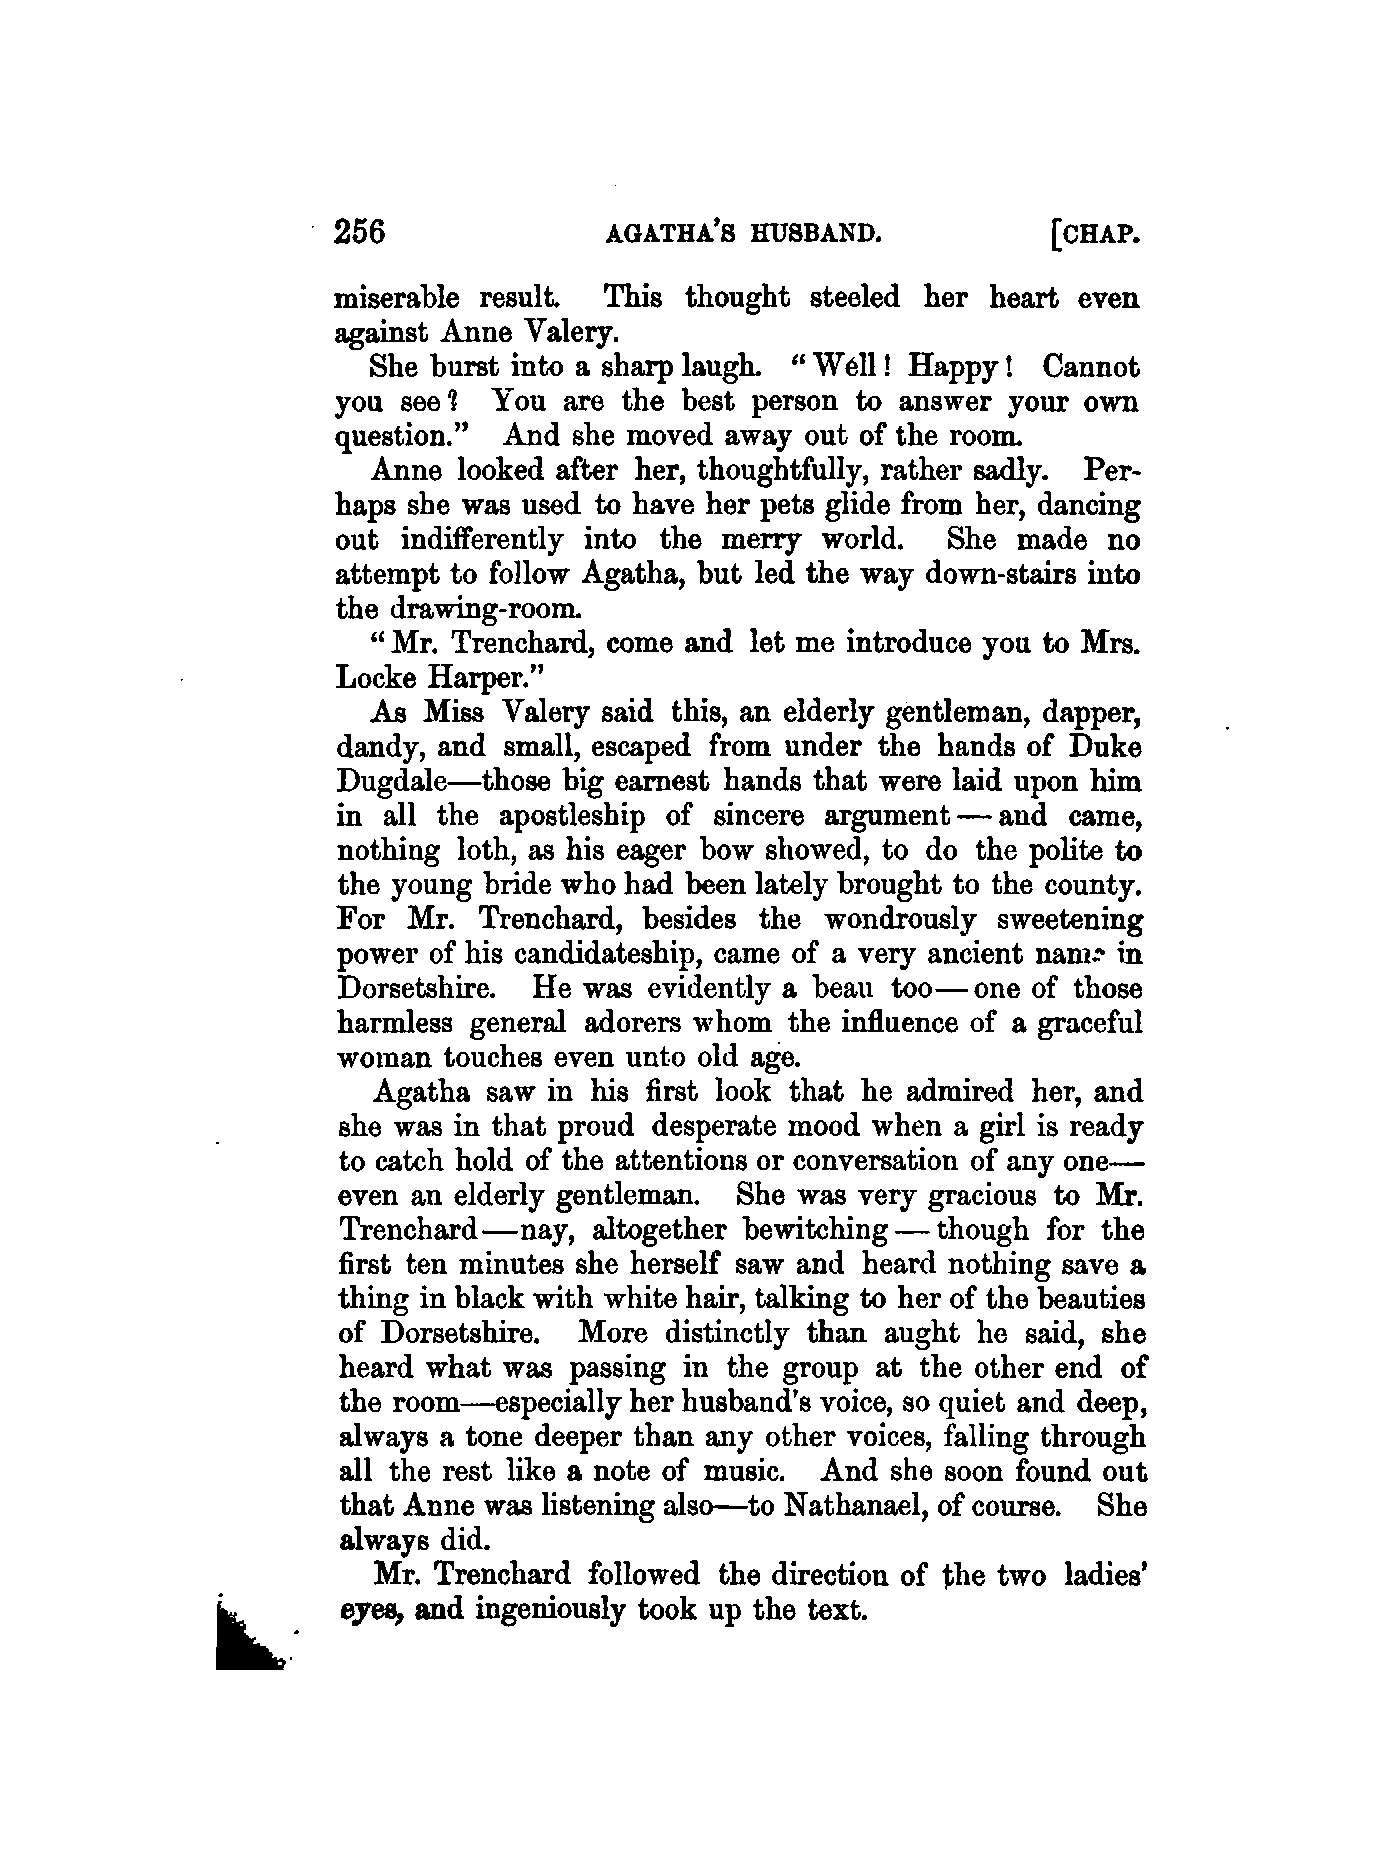 256 AGATHA'S HUSBAND. [CHAP.
miserable result. This thought steeled her heart even
against Anne Valery.
She burst into a sharp laugh. "Well! Happy! Cannot
you see? You are the best person to answer your own
question." And she moved away out of the room.
Anne looked after her, thoughtfully, rather sadly. Per-
haps she was used to have her pets glide from her, dancing
out indifferently into the merry world. She made no
attempt to follow Agatha, but led the way down-stairs into
the drawing-room.
"Mr. Trenchard, come and let me introduce you to Mrs.
Locke Harper."
As Miss Valery said this, an elderly gentleman, dapper,
dandy, and small, escaped from under the hands of Duke
Dugdale—those big earnest hands that were laid upon him
in all the apostleship of sincere argument—and came,
nothing loth, as his eager bow showed, to do the polite to
the young bride who had been lately brought to the county.
For Mr. Trenchard, besides the wondrously sweetening
power of his candidateship, came of a very ancient name in
Dorsetshire. He was evidently a beau too—one of those
harmless general adorers whom the influence of a graceful
woman touches even unto old age.
Agatha saw in his first look that he admired her, and
she was in that proud desperate mood when a girl is ready
to catch hold of the attentions or conversation of any one—
even an elderly gentleman. She was very gracious to Mr.
Trenchard—nay, altogether bewitching—though for the
first ten minutes she herself saw and heard nothing save a
thing in black with white hair, talking to her of the beauties
of Dorsetshire. More distinctly than aught he said, she
heard what was passing in the group at the other end of
the room—especially her husband's voice, so quiet and deep,
always a tone deeper than any other voices, falling through
all the rest like a note of music. And she soon found out
that Anne was listening also—to Nathanael, of course. She
always did.
Mr. Trenchard followed the direction of the two ladies'
eyes, and ingeniously took up the text.